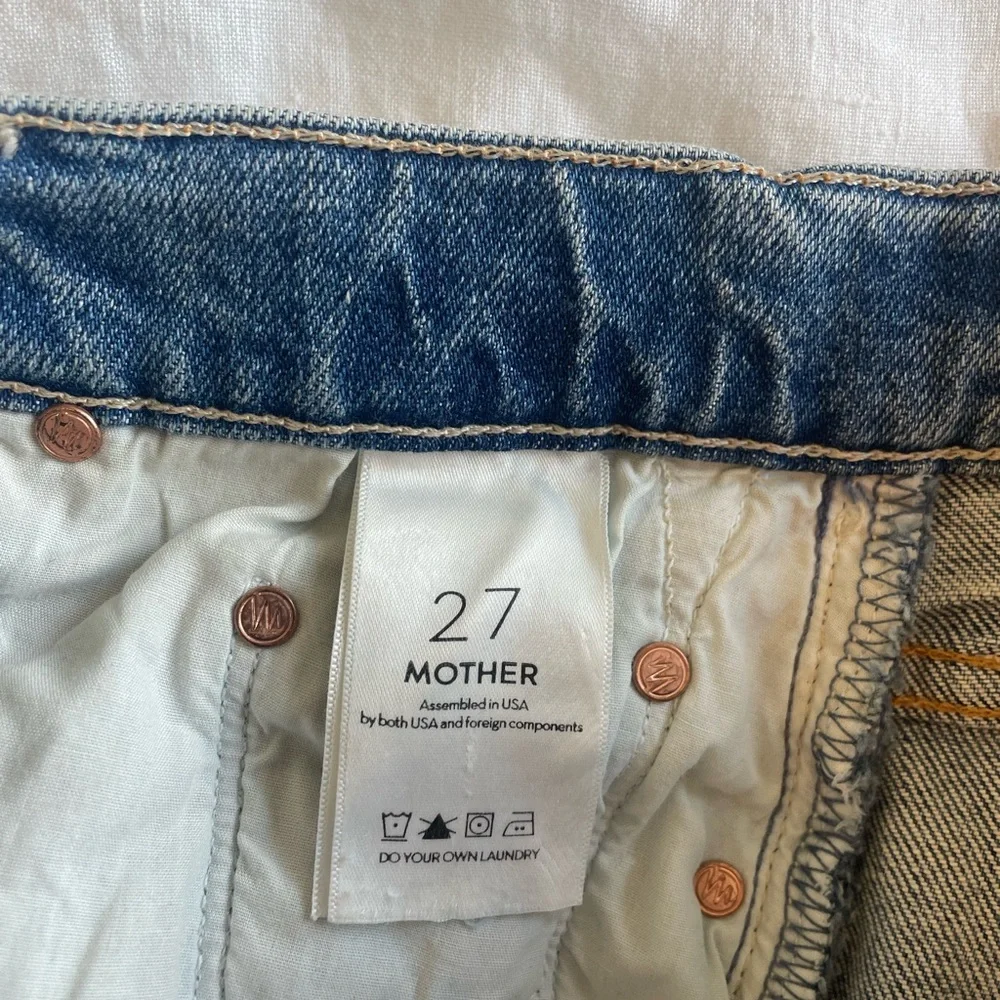 27
MOTHER
Assembled in USA
by both USA and foreign components
DO YOUR OWN LAUNDRY